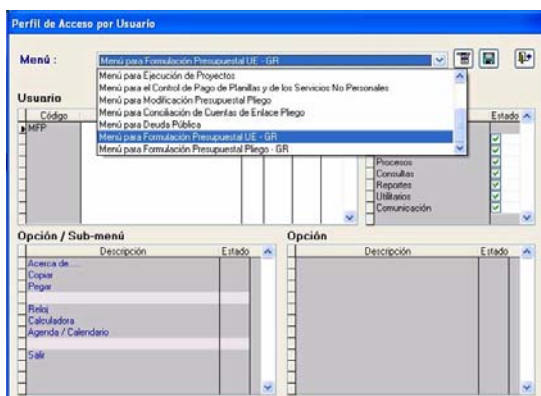 Perfil de Acceso por Usuario
Menú :
Menú para Formulación Presupuestal UE - GR
Menú para Ejecución de Proyectos
Menú para el Control de Pago de Planillas y de los Servicios No Personales
Menú para Modificación Presupuestal Pliego
Menú para Conciliación de Cuentas de Enlace Pliego
Menú para Deuda Pública
Menú para Formulación Presupuestal UE - GR
Menú para Formulación Presupuestal Pliego - GR
Usuario
Código
Estado
MFP
Procesos
Consultas
Reportes
Utilitarios
Comunicación
Opción / Sub-menú
Opción
Descripción Estado
Descripción Estado
Acerca de.....
Copiar
Pegar
Reloj
Calculadora
Agenda / Calendario
Salir